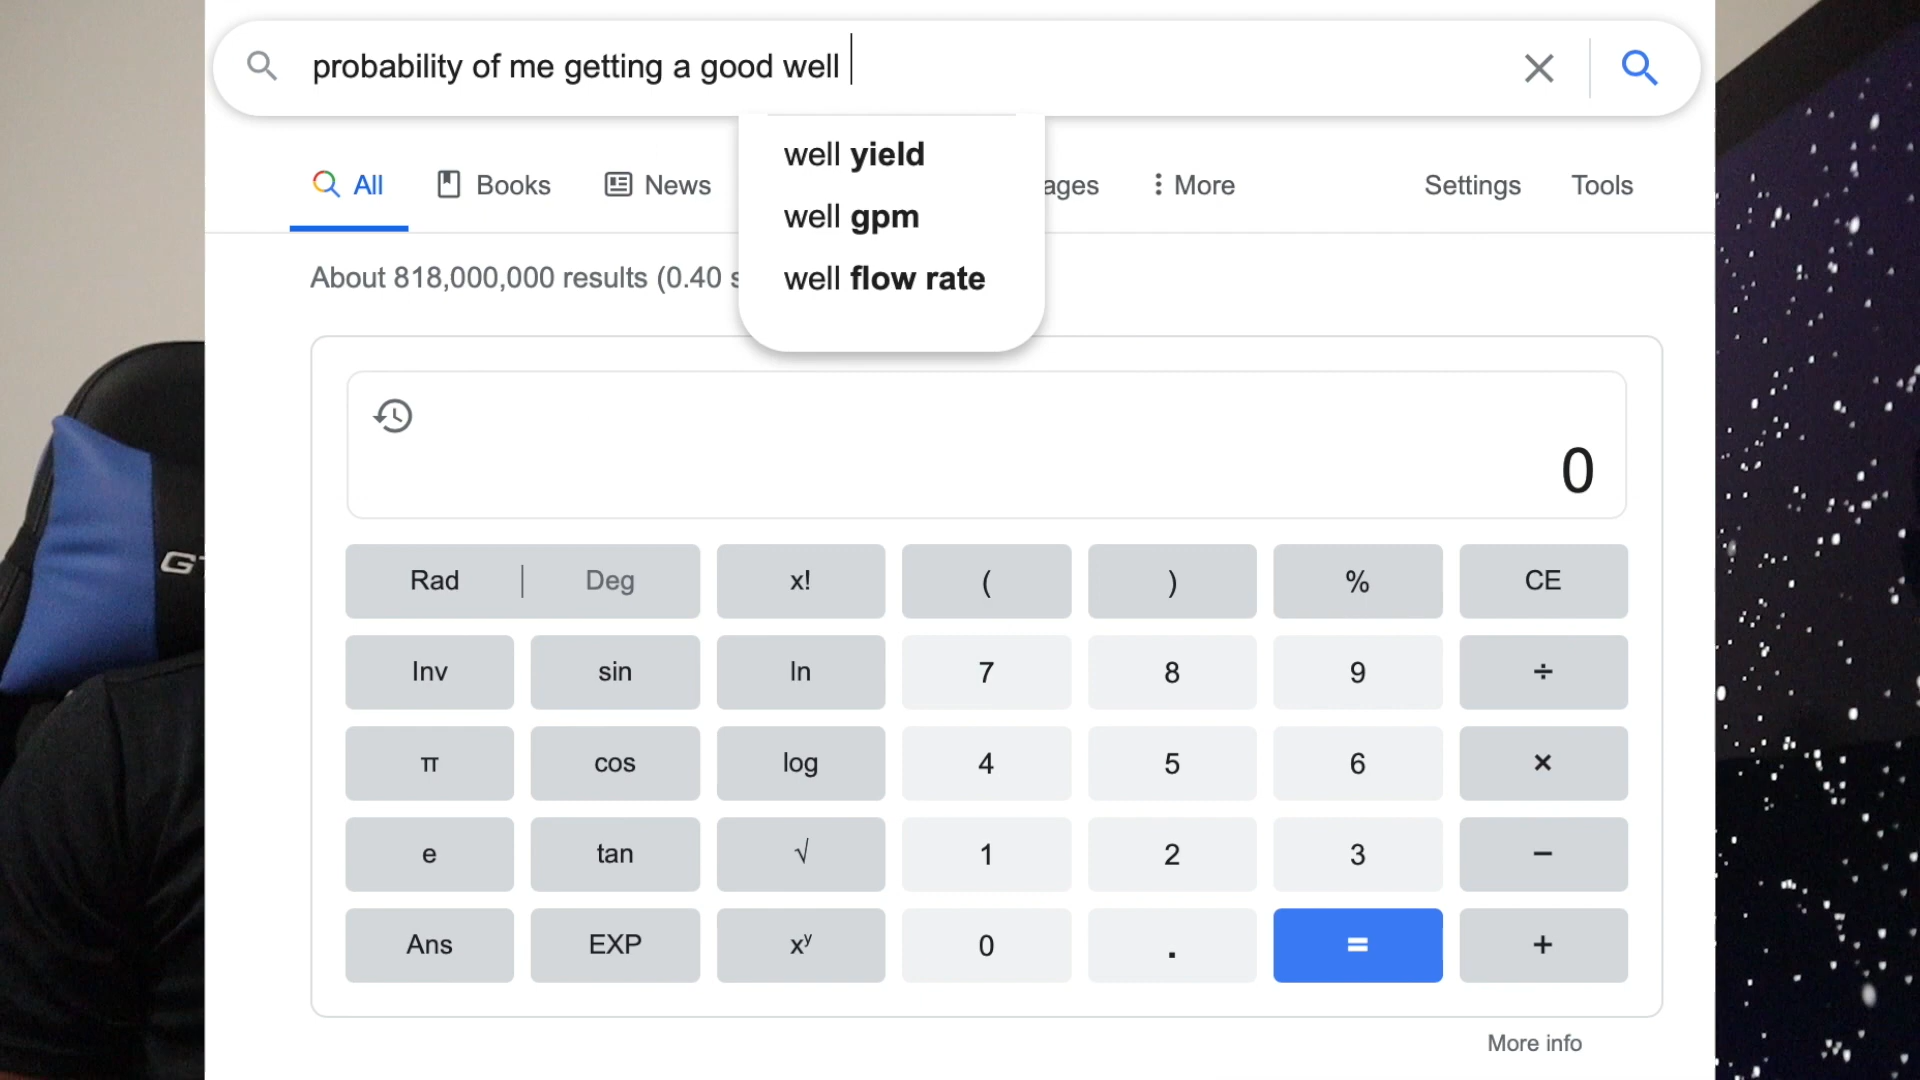 probability of me getting a good well
well yield
well gpm
well flow rate
All Books News ages More Settings Tools
About 818,000,000 results (0.40 s
0
Rad | Deg x! ( ) % CE
Inv sin ln 7 8 9 ÷
π cos log 4 5 6 ×
e tan √ 1 2 3 −
Ans EXP xʸ 0 . = +
More info